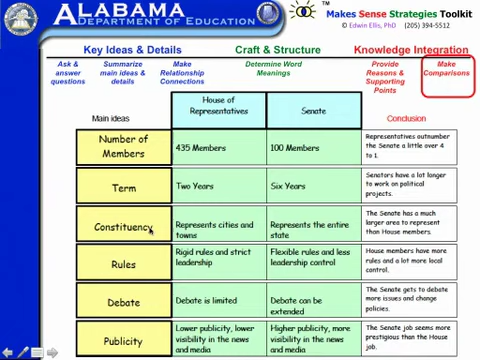 ALABAMA
DEPARTMENT OF EDUCATION
™
Makes Sense Strategies Toolkit
© Edwin Ellis, PhD (205) 394-5512
Key Ideas & Details
Craft & Structure
Knowledge Integration
Ask &
answer
questions
Summarize
main ideas &
details
Make
Relationship
Connections
Determine Word
Meanings
Provide
Reasons &
Supporting
Points
Make
Comparisons
Main ideas
House of
Representatives
Senate
Conclusion
Number of
Members
435 Members
100 Members
Representatives outnumber
the Senate a little over 4
to 1.
Term
Two Years
Six Years
Senators have a lot longer
to work on political
projects.
Constituency
Represents cities and
towns
Represents the entire
state
The Senate has a much
larger area to represent
than House members.
Rules
Rigid rules and strict
leadership
Flexible rules and less
leadership control
House members have more
rules and a lot more local
control.
Debate
Debate is limited
Debate can be
extended
The Senate gets to debate
more issues and change
policies.
Publicity
Lower publicity, lower
visibility in the news
and media
Higher publicity, more
visibility in the news
and media
The Senate job seems more
prestigious than the House
job.